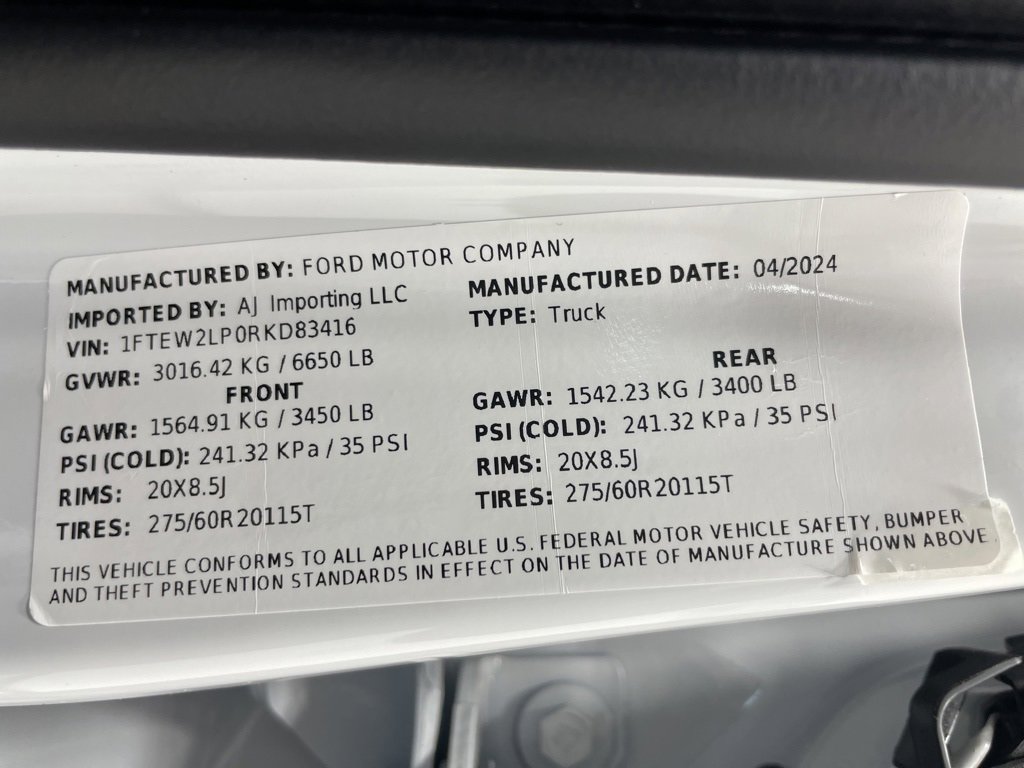 MANUFACTURED BY: FORD MOTOR COMPANY
IMPORTED BY: AJ Importing LLC
MANUFACTURED DATE: 04/2024
VIN: 1FTEW2LP0RKD83416
TYPE: Truck
GVWR: 3016.42 KG / 6650 LB
FRONT
REAR
GAWR: 1564.91 KG / 3450 LB
GAWR: 1542.23 KG / 3400 LB
PSI (COLD): 241.32 KPa / 35 PSI
PSI (COLD): 241.32 KPa / 35 PSI
RIMS: 20X8.5J
RIMS: 20X8.5J
TIRES: 275/60R20115T
TIRES: 275/60R20115T
THIS VEHICLE CONFORMS TO ALL APPLICABLE U.S. FEDERAL MOTOR VEHICLE SAFETY, BUMPER
AND THEFT PREVENTION STANDARDS IN EFFECT ON THE DATE OF MANUFACTURE SHOWN ABOVE.